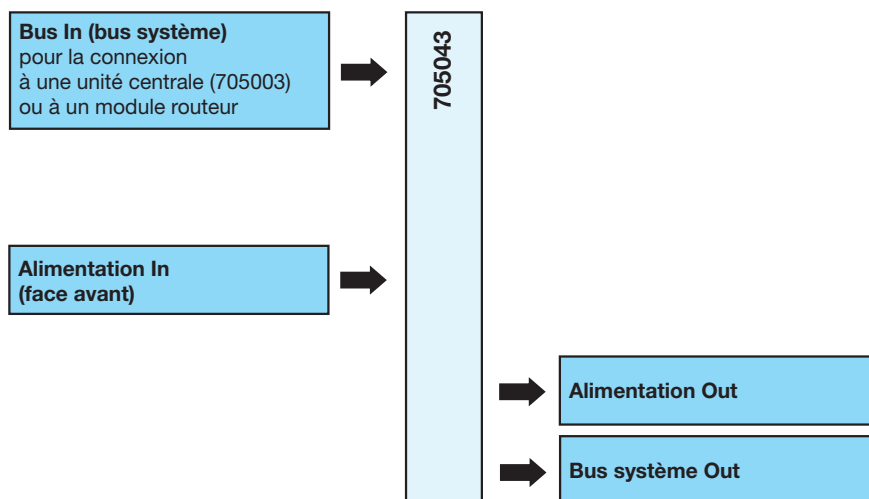 Bus In (bus système)
pour la connexion
à une unité centrale (705003)
ou à un module routeur
705043
Alimentation In
(face avant)
Alimentation Out
Bus système Out